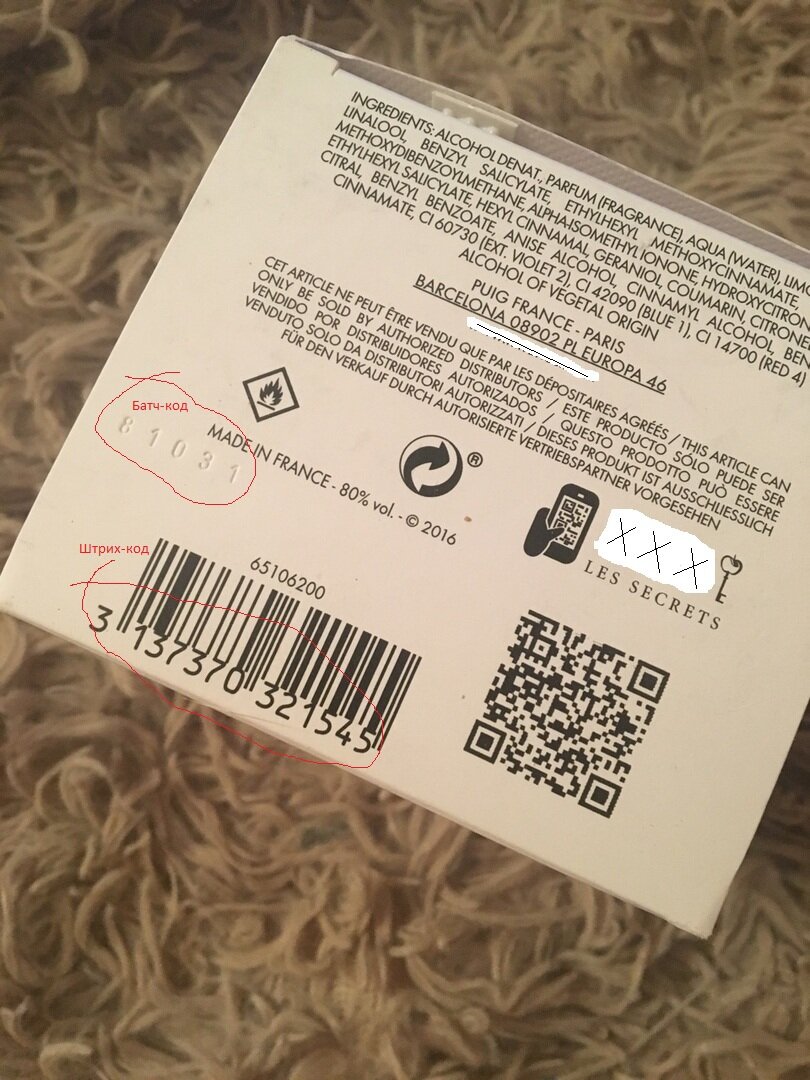 INGREDIENTS: ALCOHOL DENAT., PARFUM (FRAGRANCE), AQUA (WATER),
LINALOOL, BENZYL SALICYLATE, ETHYLHEXYL METHOXYCINNAMATE,
METHOXYDIBENZOYLMETHANE, ALPHA-ISOMETHYL IONONE,
ETHYLHEXYL SALICYLATE, HEXYL CINNAMAL, GERANIOL, COUMARIN,
CITRAL, BENZYL BENZOATE, ANISE ALCOHOL, CINNAMYL ALCOHOL,
CINNAMATE, CI 60730 (EXT. VIOLET 2), CI 42090 (BLUE 1), CI 14700 (RED 4)
ALCOHOL OF VEGETAL ORIGIN
PUIG FRANCE - PARIS
BARCELONA 08902 PL EUROPA 46
CET ARTICLE NE PEUT ÊTRE VENDU QUE PAR LES DÉPOSITAIRES AGRÉÉS / THIS ARTICLE CAN
ONLY BE SOLD BY AUTHORIZED DISTRIBUTORS / ESTE PRODUCTO SÓLO PUEDE SER
VENDIDO POR DISTRIBUIDORES AUTORIZADOS / QUESTO PRODOTTO PUÒ ESSERE
VENDUTO SOLO DA DISTRIBUTORI AUTORIZZATI / DIESES PRODUKT IST AUSSCHLIESSLICH
FÜR DEN VERKAUF DURCH AUTORISIERTE VERTRIEBSPARTNER VORGESEHEN
Батч-код
81031
MADE IN FRANCE - 80% vol. - © 2016
®
XXX
LES SECRETS
Штрих-код
65106200
3 137370 321545